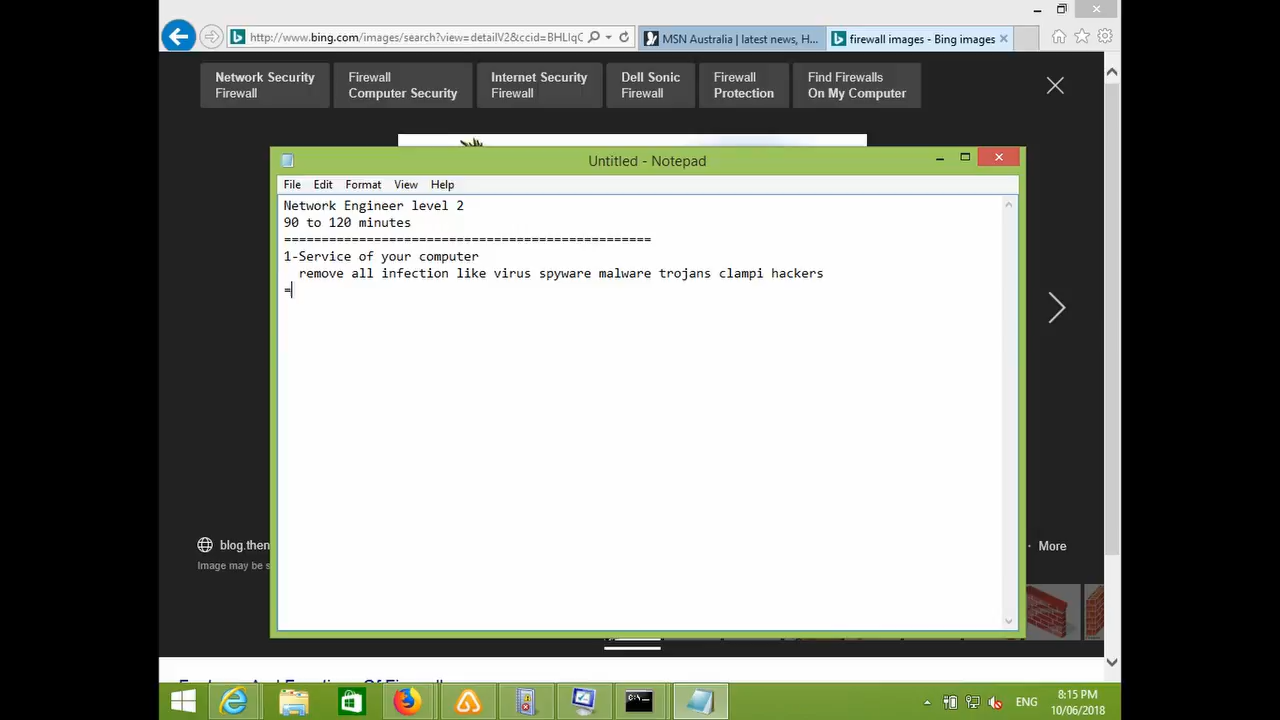 http://www.bing.com/images/search?view=detailV2&ccid=BHLIqC
MSN Australia | latest news, H...
firewall images - Bing images
Network Security
Firewall
Firewall
Computer Security
Internet Security
Firewall
Dell Sonic
Firewall
Firewall
Protection
Find Firewalls
On My Computer
Untitled - Notepad
File Edit Format View Help
Network Engineer level 2
90 to 120 minutes
=================================================
1-Service of your computer
remove all infection like virus spyware malware trojans clampi hackers
=
blog.then
Image may be s
· More
ENG
8:15 PM
10/06/2018